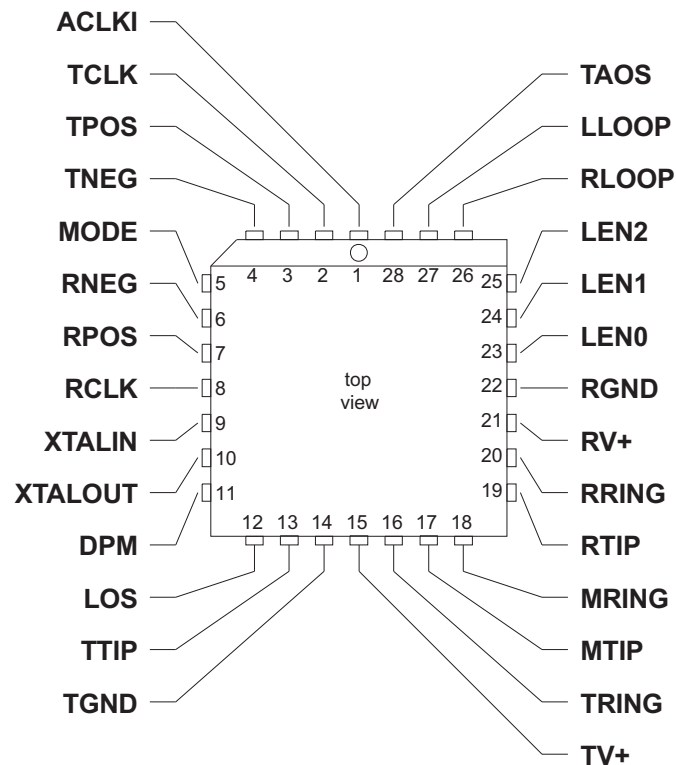 ACLKI
TCLK
TPOS
TNEG
MODE
RNEG
RPOS
RCLK
XTALIN
XTALOUT
DPM
LOS
TTIP
TGND
TAOS
LLOOP
RLOOP
LEN2
LEN1
LEN0
RGND
RV+
RRING
RTIP
MRING
MTIP
TRING
TV+
4 3 2 1 28 27 26
5
6
7
8
9
10
11
25
24
23
22
21
20
19
top
view
12 13 14 15 16 17 18